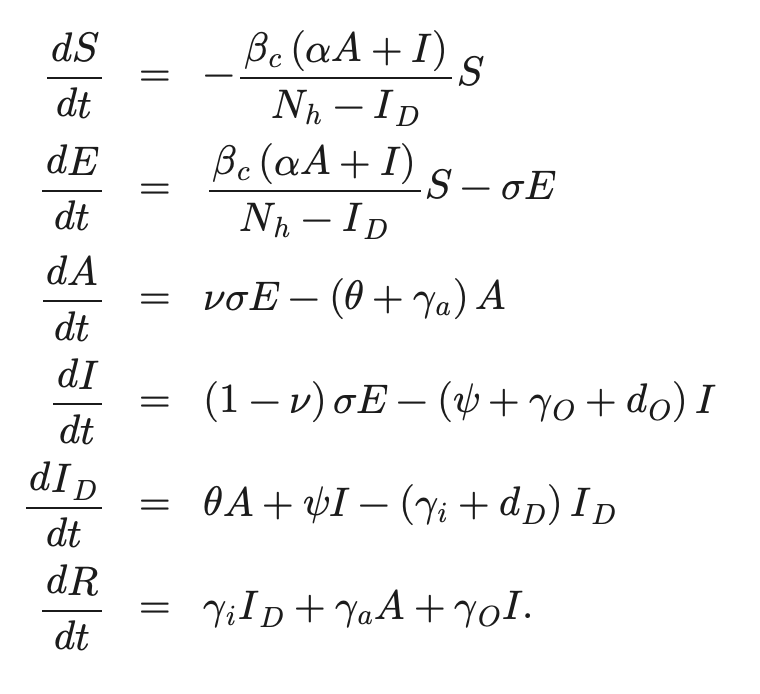 dS/dt = −(β_c (αA + I))/(N_h − I_D) S
dE/dt = (β_c (αA + I))/(N_h − I_D) S − σE
dA/dt = νσE − (θ + γ_a) A
dI/dt = (1 − ν) σE − (ψ + γ_O + d_O) I
dI_D/dt = θA + ψI − (γ_i + d_D) I_D
dR/dt = γ_i I_D + γ_a A + γ_O I.